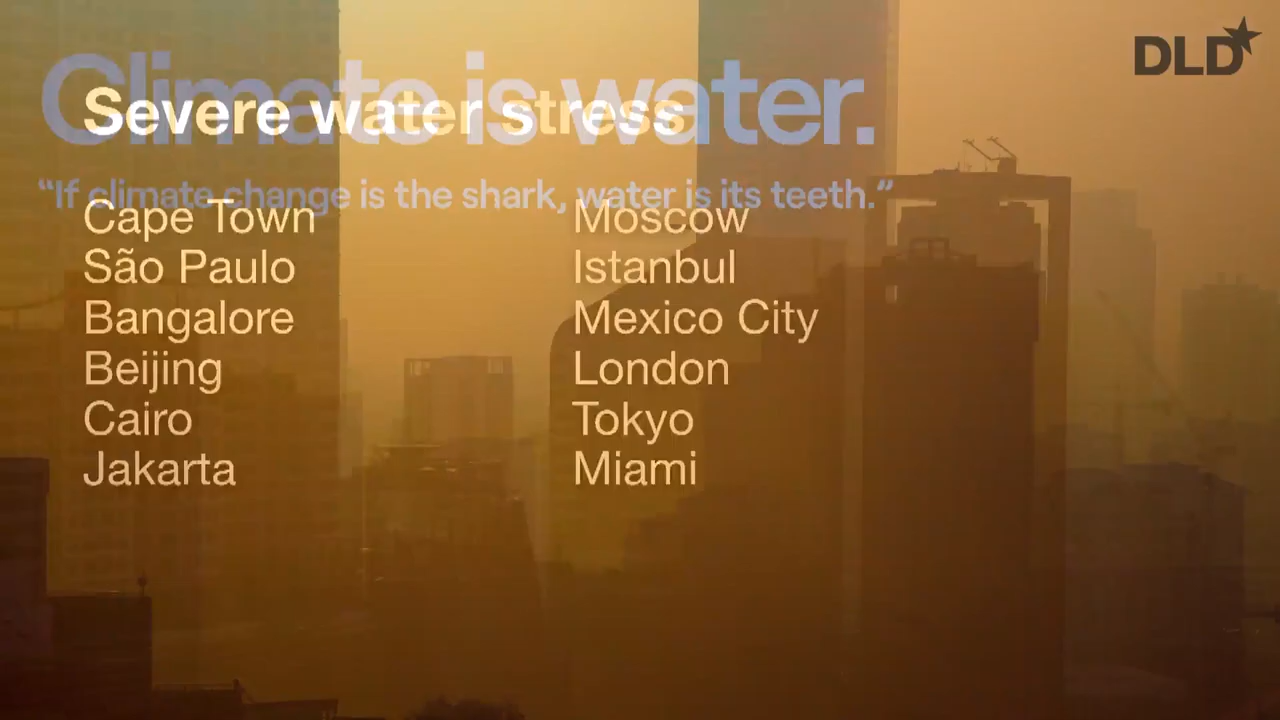 DLD
Climate is water.
Severe water stress
“If climate change is the shark, water is its teeth.”
Cape Town
São Paulo
Bangalore
Beijing
Cairo
Jakarta
Moscow
Istanbul
Mexico City
London
Tokyo
Miami